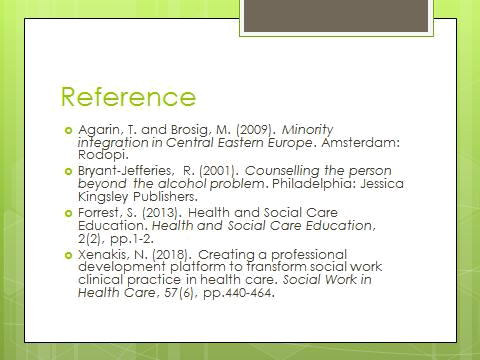 Reference
Agarin, T. and Brosig, M. (2009). Minority
integration in Central Eastern Europe. Amsterdam:
Rodopi.
Bryant-Jefferies, R. (2001). Counselling the person
beyond the alcohol problem. Philadelphia: Jessica
Kingsley Publishers.
Forrest, S. (2013). Health and Social Care
Education. Health and Social Care Education,
2(2), pp.1-2.
Xenakis, N. (2018). Creating a professional
development platform to transform social work
clinical practice in health care. Social Work in
Health Care, 57(6), pp.440-464.